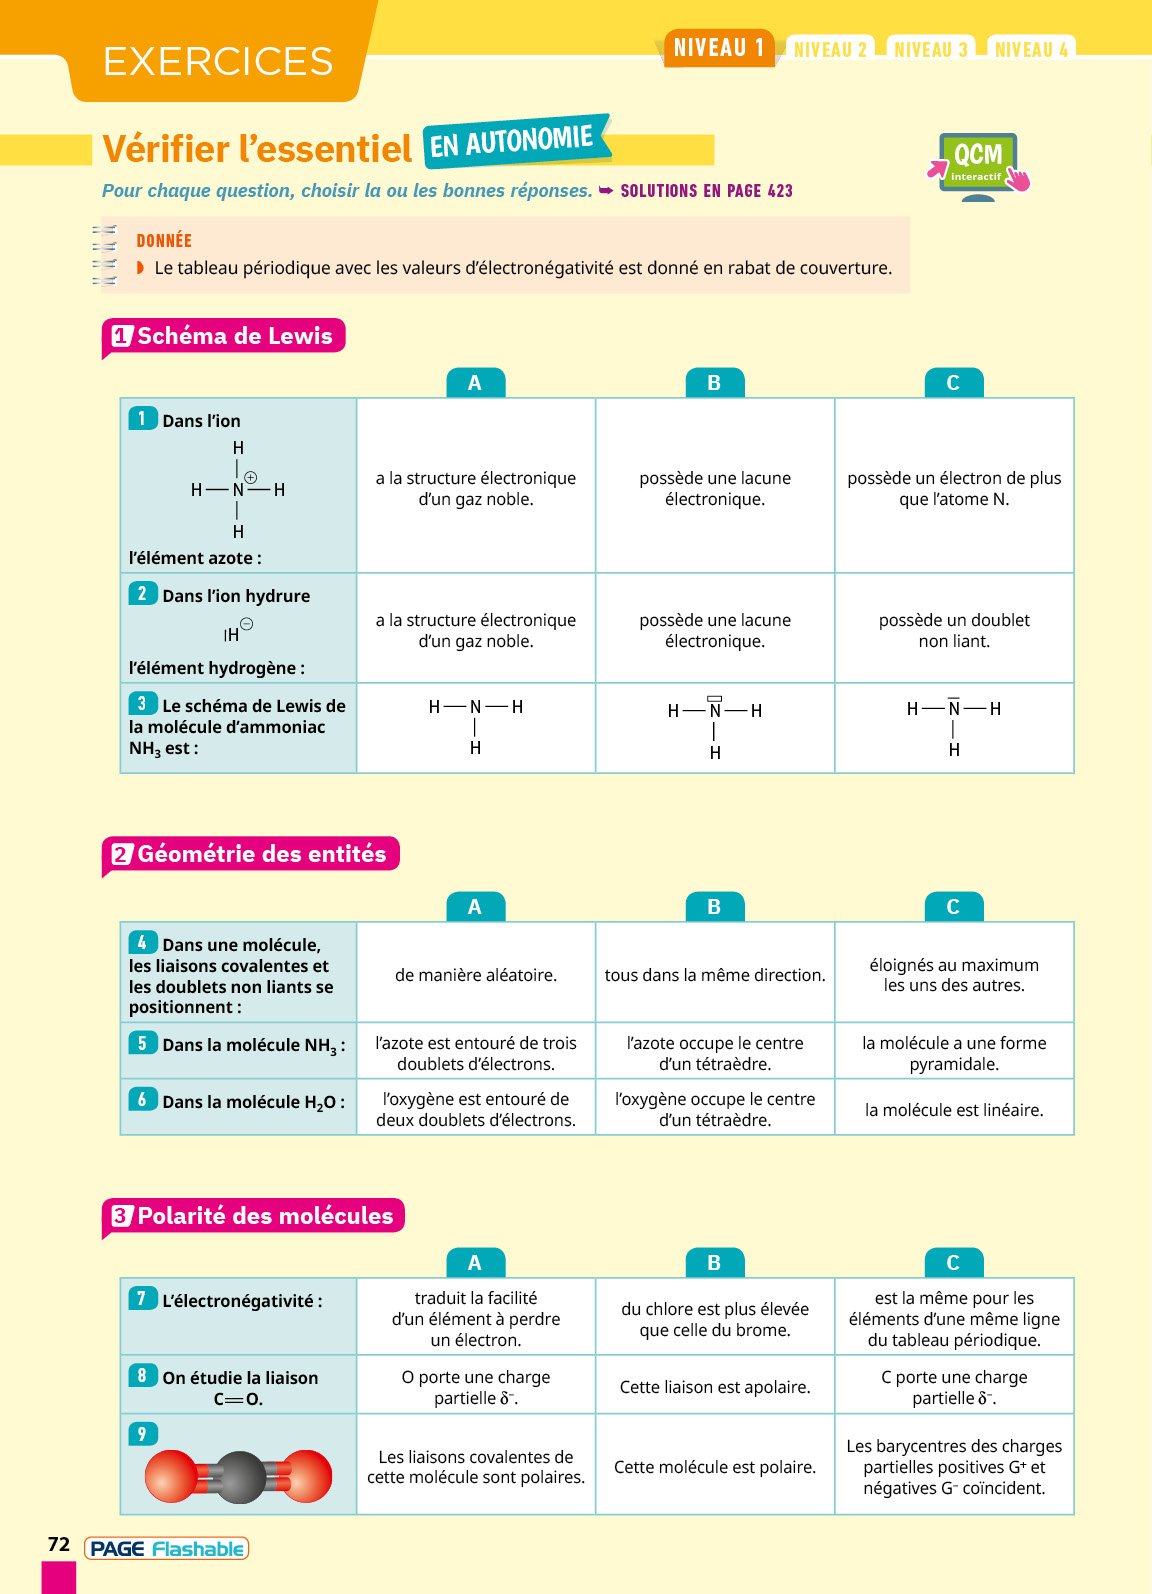 EXERCICES
NIVEAU 1
NIVEAU 2
NIVEAU 3
NIVEAU 4
Vérifier l’essentiel
EN AUTONOMIE
Pour chaque question, choisir la ou les bonnes réponses. ➥ SOLUTIONS EN PAGE 423
QCM
interactif
DONNÉE
Le tableau périodique avec les valeurs d’électronégativité est donné en rabat de couverture.
1 Schéma de Lewis
A
B
C
1 Dans l’ion
H
H — N⊕ — H
H
l’élément azote :
a la structure électronique
d’un gaz noble.
possède une lacune
électronique.
possède un électron de plus
que l’atome N.
2 Dans l’ion hydrure
|H⊖
l’élément hydrogène :
a la structure électronique
d’un gaz noble.
possède une lacune
électronique.
possède un doublet
non liant.
3 Le schéma de Lewis de
la molécule d’ammoniac
NH₃ est :
H — N — H
H
H — N — H
H
H — N — H
H
2 Géométrie des entités
A
B
C
4 Dans une molécule,
les liaisons covalentes et
les doublets non liants se
positionnent :
de manière aléatoire.
tous dans la même direction.
éloignés au maximum
les uns des autres.
5 Dans la molécule NH₃ :
l’azote est entouré de trois
doublets d’électrons.
l’azote occupe le centre
d’un tétraèdre.
la molécule a une forme
pyramidale.
6 Dans la molécule H₂O :
l’oxygène est entouré de
deux doublets d’électrons.
l’oxygène occupe le centre
d’un tétraèdre.
la molécule est linéaire.
3 Polarité des molécules
A
B
C
7 L’électronégativité :
traduit la facilité
d’un élément à perdre
un électron.
du chlore est plus élevée
que celle du brome.
est la même pour les
éléments d’une même ligne
du tableau périodique.
8 On étudie la liaison
C═O.
O porte une charge
partielle δ⁻.
Cette liaison est apolaire.
C porte une charge
partielle δ⁻.
9
Les liaisons covalentes de
cette molécule sont polaires.
Cette molécule est polaire.
Les barycentres des charges
partielles positives G⁺ et
négatives G⁻ coïncident.
72
PAGE Flashable